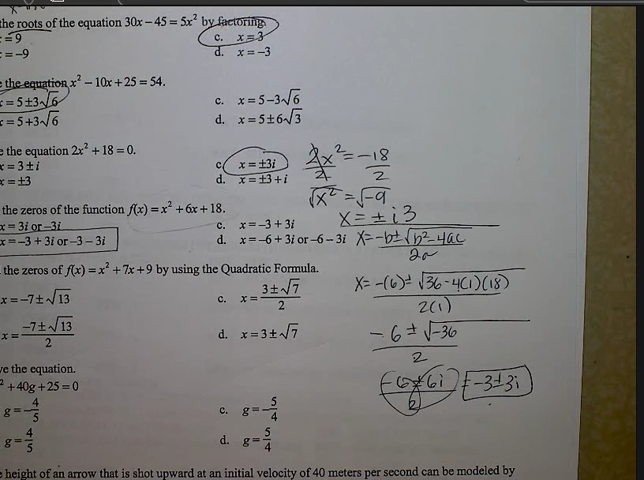 the roots of the equation 30x − 45 = 5x² by factoring.
= 9
c. x = 3
= −9
d. x = −3
the equation x² − 10x + 25 = 54.
x = 5±3√6
c. x = 5−3√6
x = 5+3√6
d. x = 5±6√3
e the equation 2x² + 18 = 0.
x = 3 ± i
c. x = ±3i
x = ±3
d. x = ±3 + i
2x² = −18
2 2
√x² = √−9
x = ± i 3
the zeros of the function f(x) = x² + 6x + 18.
x = 3i or −3i
c. x = −3 + 3i
x = −3 + 3i or −3 − 3i
d. x = −6 + 3i or −6 − 3i
x = −b ± √b² − 4ac
2a
x = −(6) ± √36 − 4(1)(18)
2(1)
−6 ± √−36
2
−6 ± 6i = −3 ± 3i
2
the zeros of f(x) = x² + 7x + 9 by using the Quadratic Formula.
x = −7 ± √13
c. x = 3 ± √7 / 2
x = −7 ± √13 / 2
d. x = 3 ± √7
ve the equation.
² + 40g + 25 = 0
g = −4/5
c. g = −5/4
g = 4/5
d. g = 5/4
e height of an arrow that is shot upward at an initial velocity of 40 meters per second can be modeled by